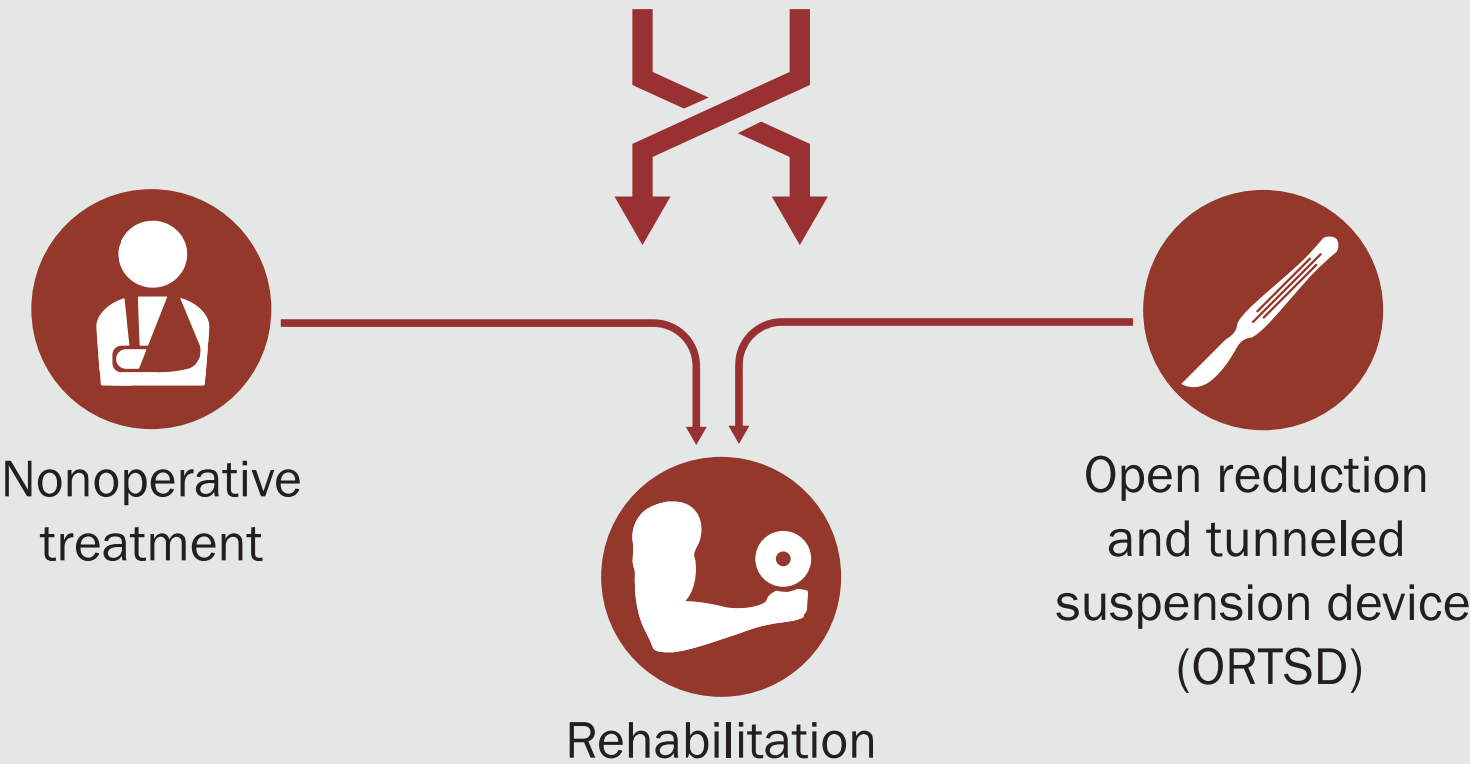 Nonoperative
treatment
Open reduction
and tunneled
suspension device
(ORTSD)
Rehabilitation